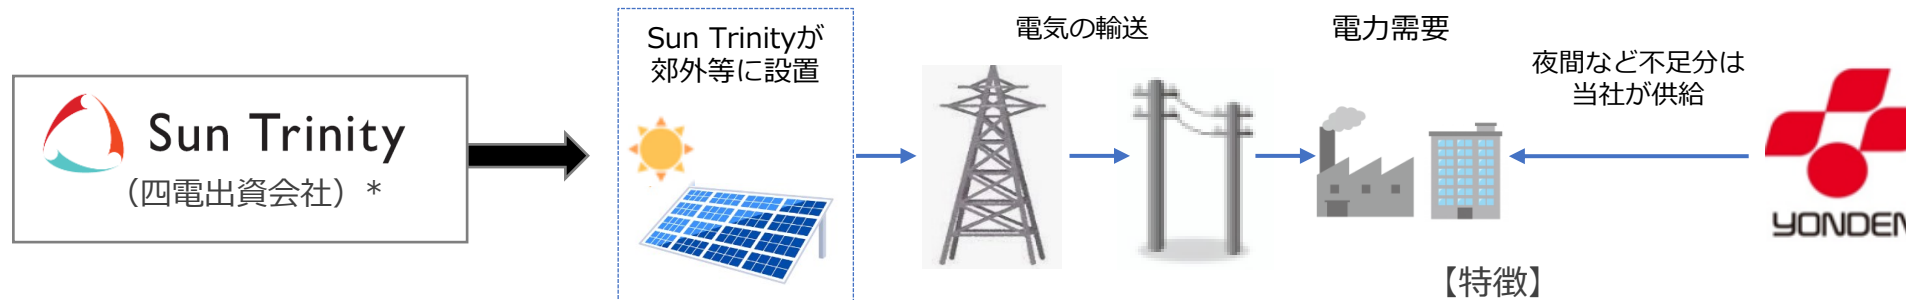 Sun Trinity
（四電出資会社）*
Sun Trinityが
郊外等に設置
電気の輸送
電力需要
夜間など不足分は
当社が供給
YONDEN
【特徴】